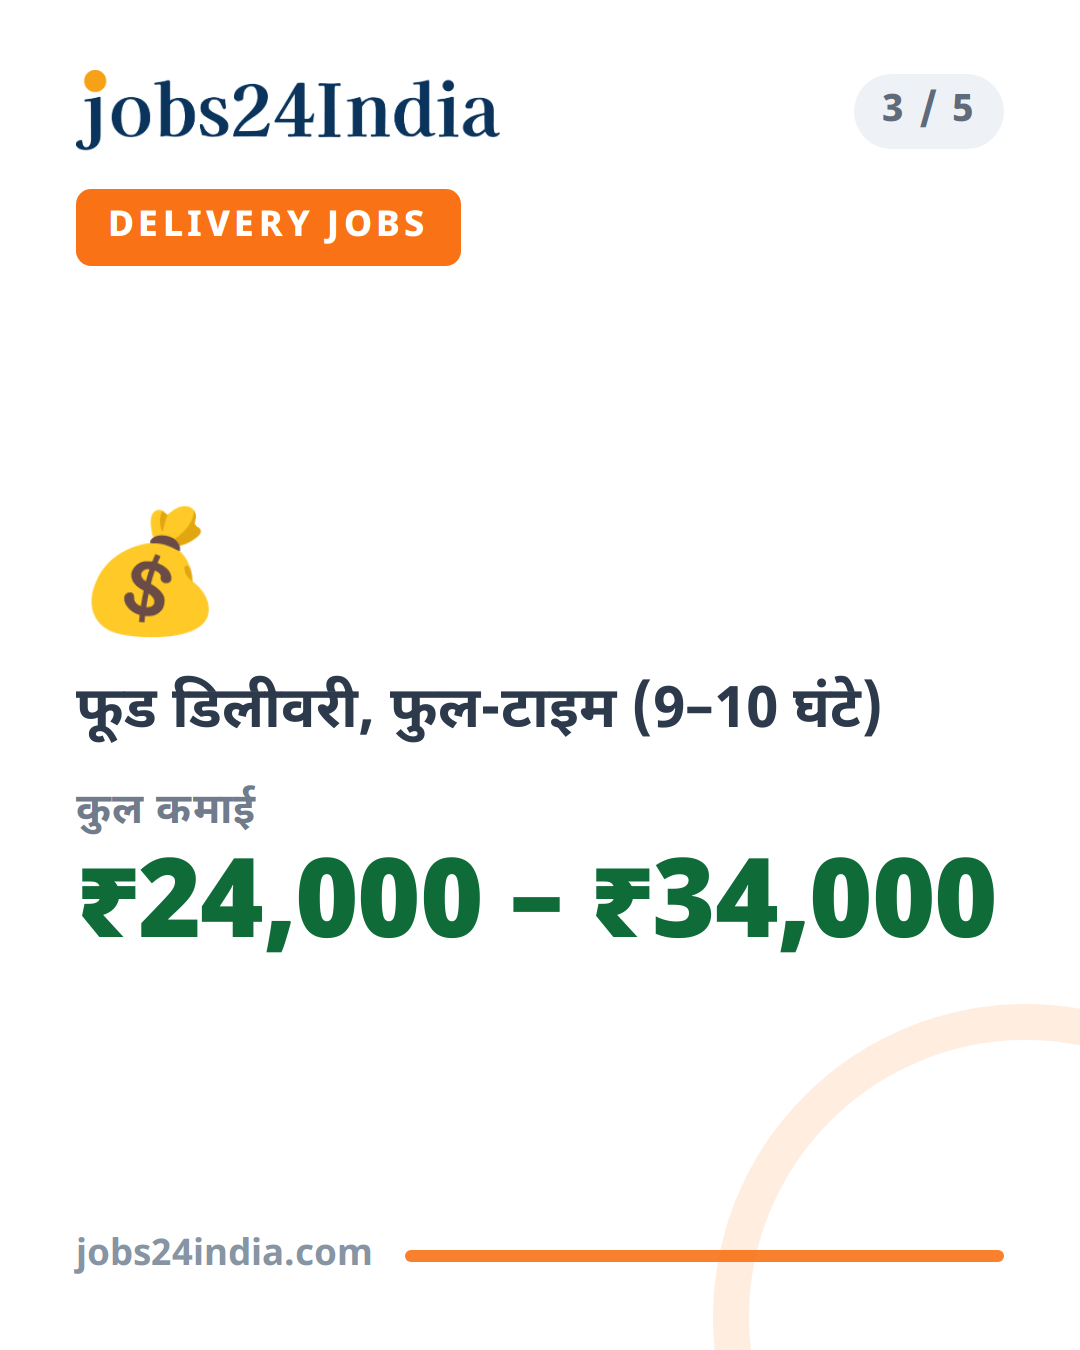 jobs24India
3 / 5
DELIVERY JOBS
$
फूड डिलीवरी, फुल-टाइम (9–10 घंटे)
कुल कमाई
₹24,000 – ₹34,000
jobs24india.com